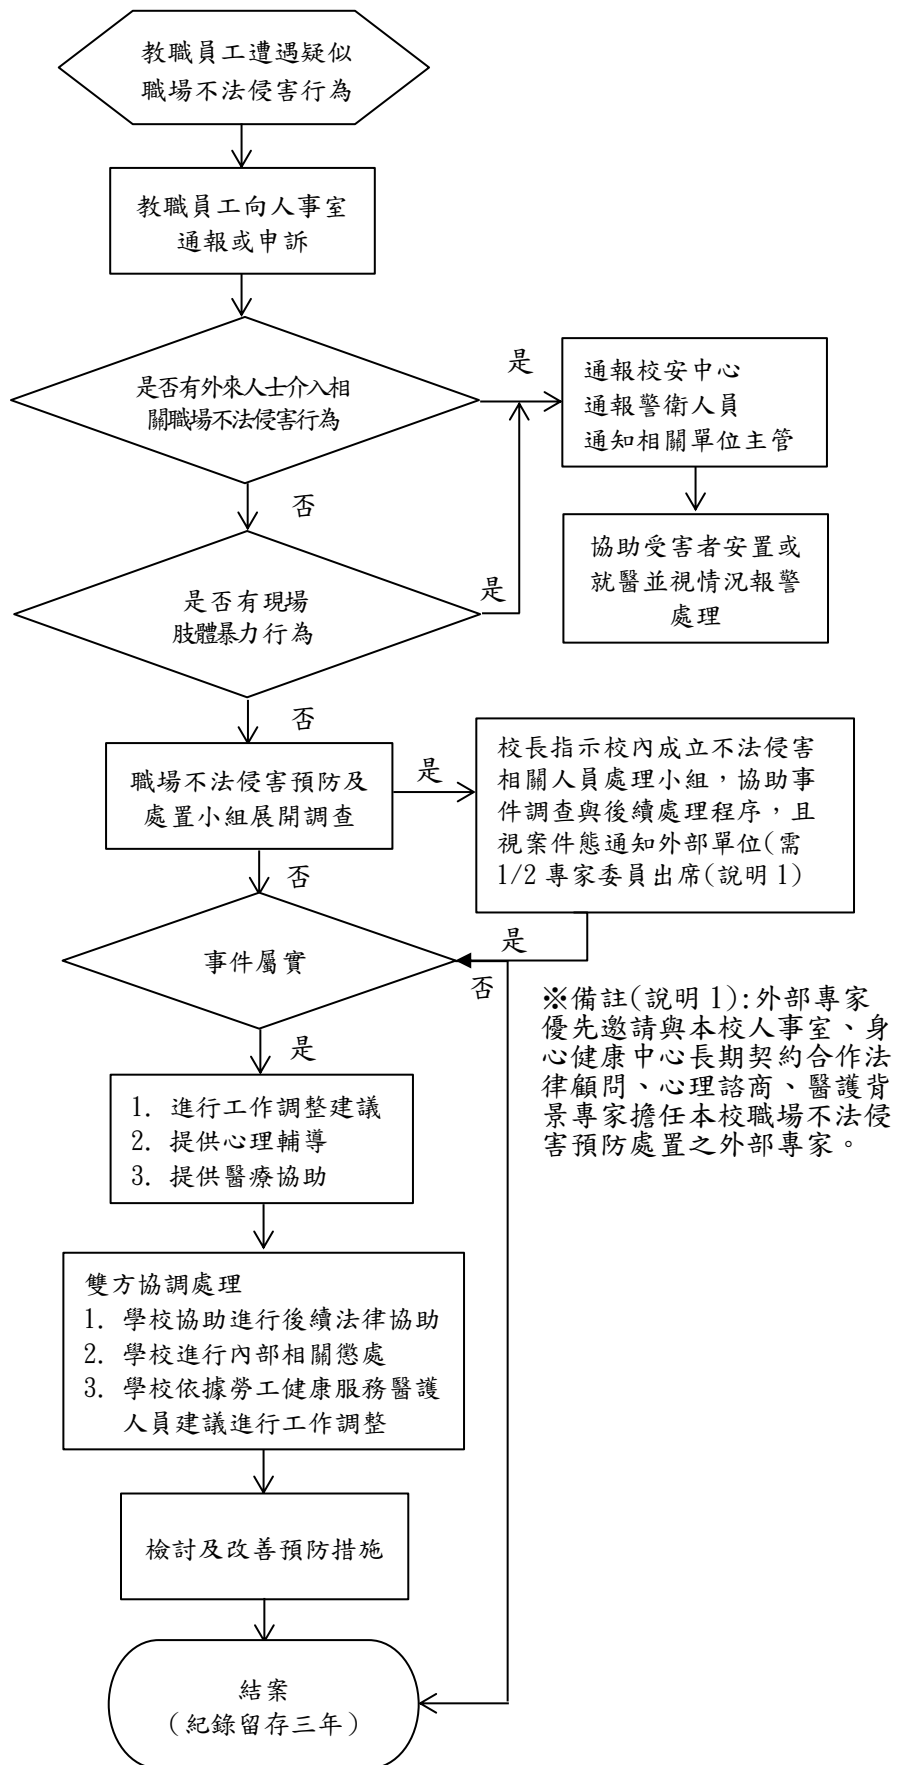 教職員工遭遇疑似
職場不法侵害行為
教職員工向人事室
通報或申訴
是否有外來人士介入相
關職場不法侵害行為
是
通報校安中心
通報警衛人員
通知相關單位主管
否
協助受害者安置或
就醫並視情況報警
處理
是否有現場
肢體暴力行為
是
否
職場不法侵害預防及
處置小組展開調查
是
校長指示校內成立不法侵害
相關人員處理小組，協助事
件調查與後續處理程序，且
視案件態通知外部單位(需
1/2 專家委員出席(說明 1)
否
事件屬實
是
否
※備註(說明 1):外部專家
優先邀請與本校人事室、身
心健康中心長期契約合作法
律顧問、心理諮商、醫護背
景專家擔任本校職場不法侵
害預防處置之外部專家。
是
1. 進行工作調整建議
2. 提供心理輔導
3. 提供醫療協助
雙方協調處理
1. 學校協助進行後續法律協助
2. 學校進行內部相關懲處
3. 學校依據勞工健康服務醫護
人員建議進行工作調整
檢討及改善預防措施
結案
（紀錄留存三年）